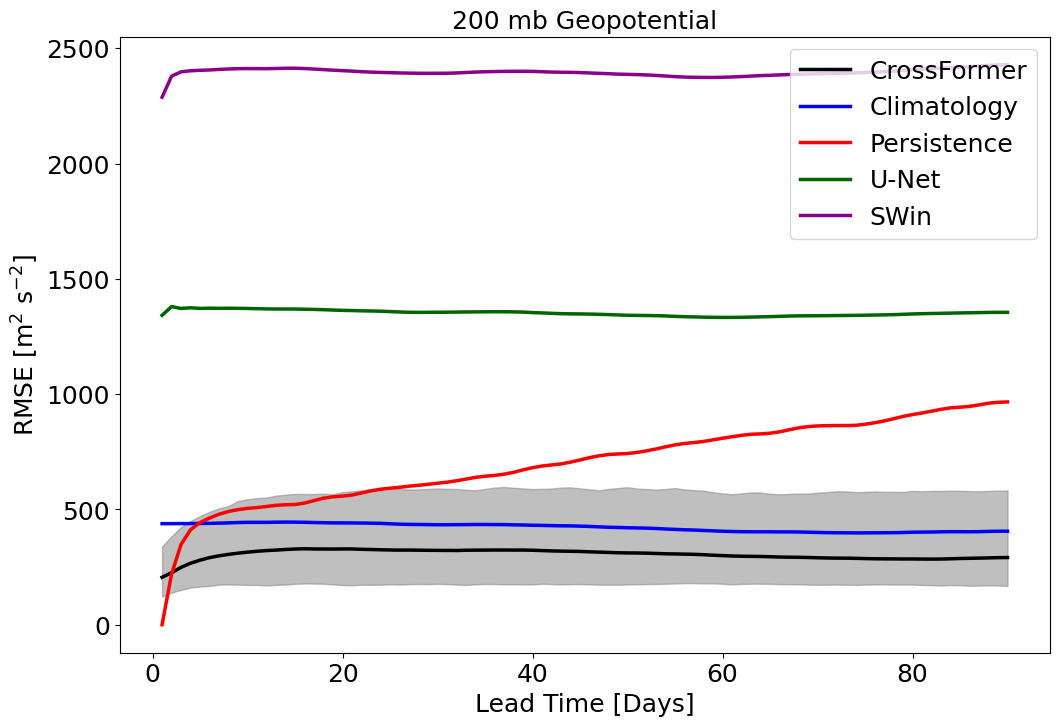 200 mb Geopotential
2500
2000
1500
1000
500
0
RMSE [m² s⁻²]
CrossFormer
Climatology
Persistence
U-Net
SWin
0 20 40 60 80
Lead Time [Days]